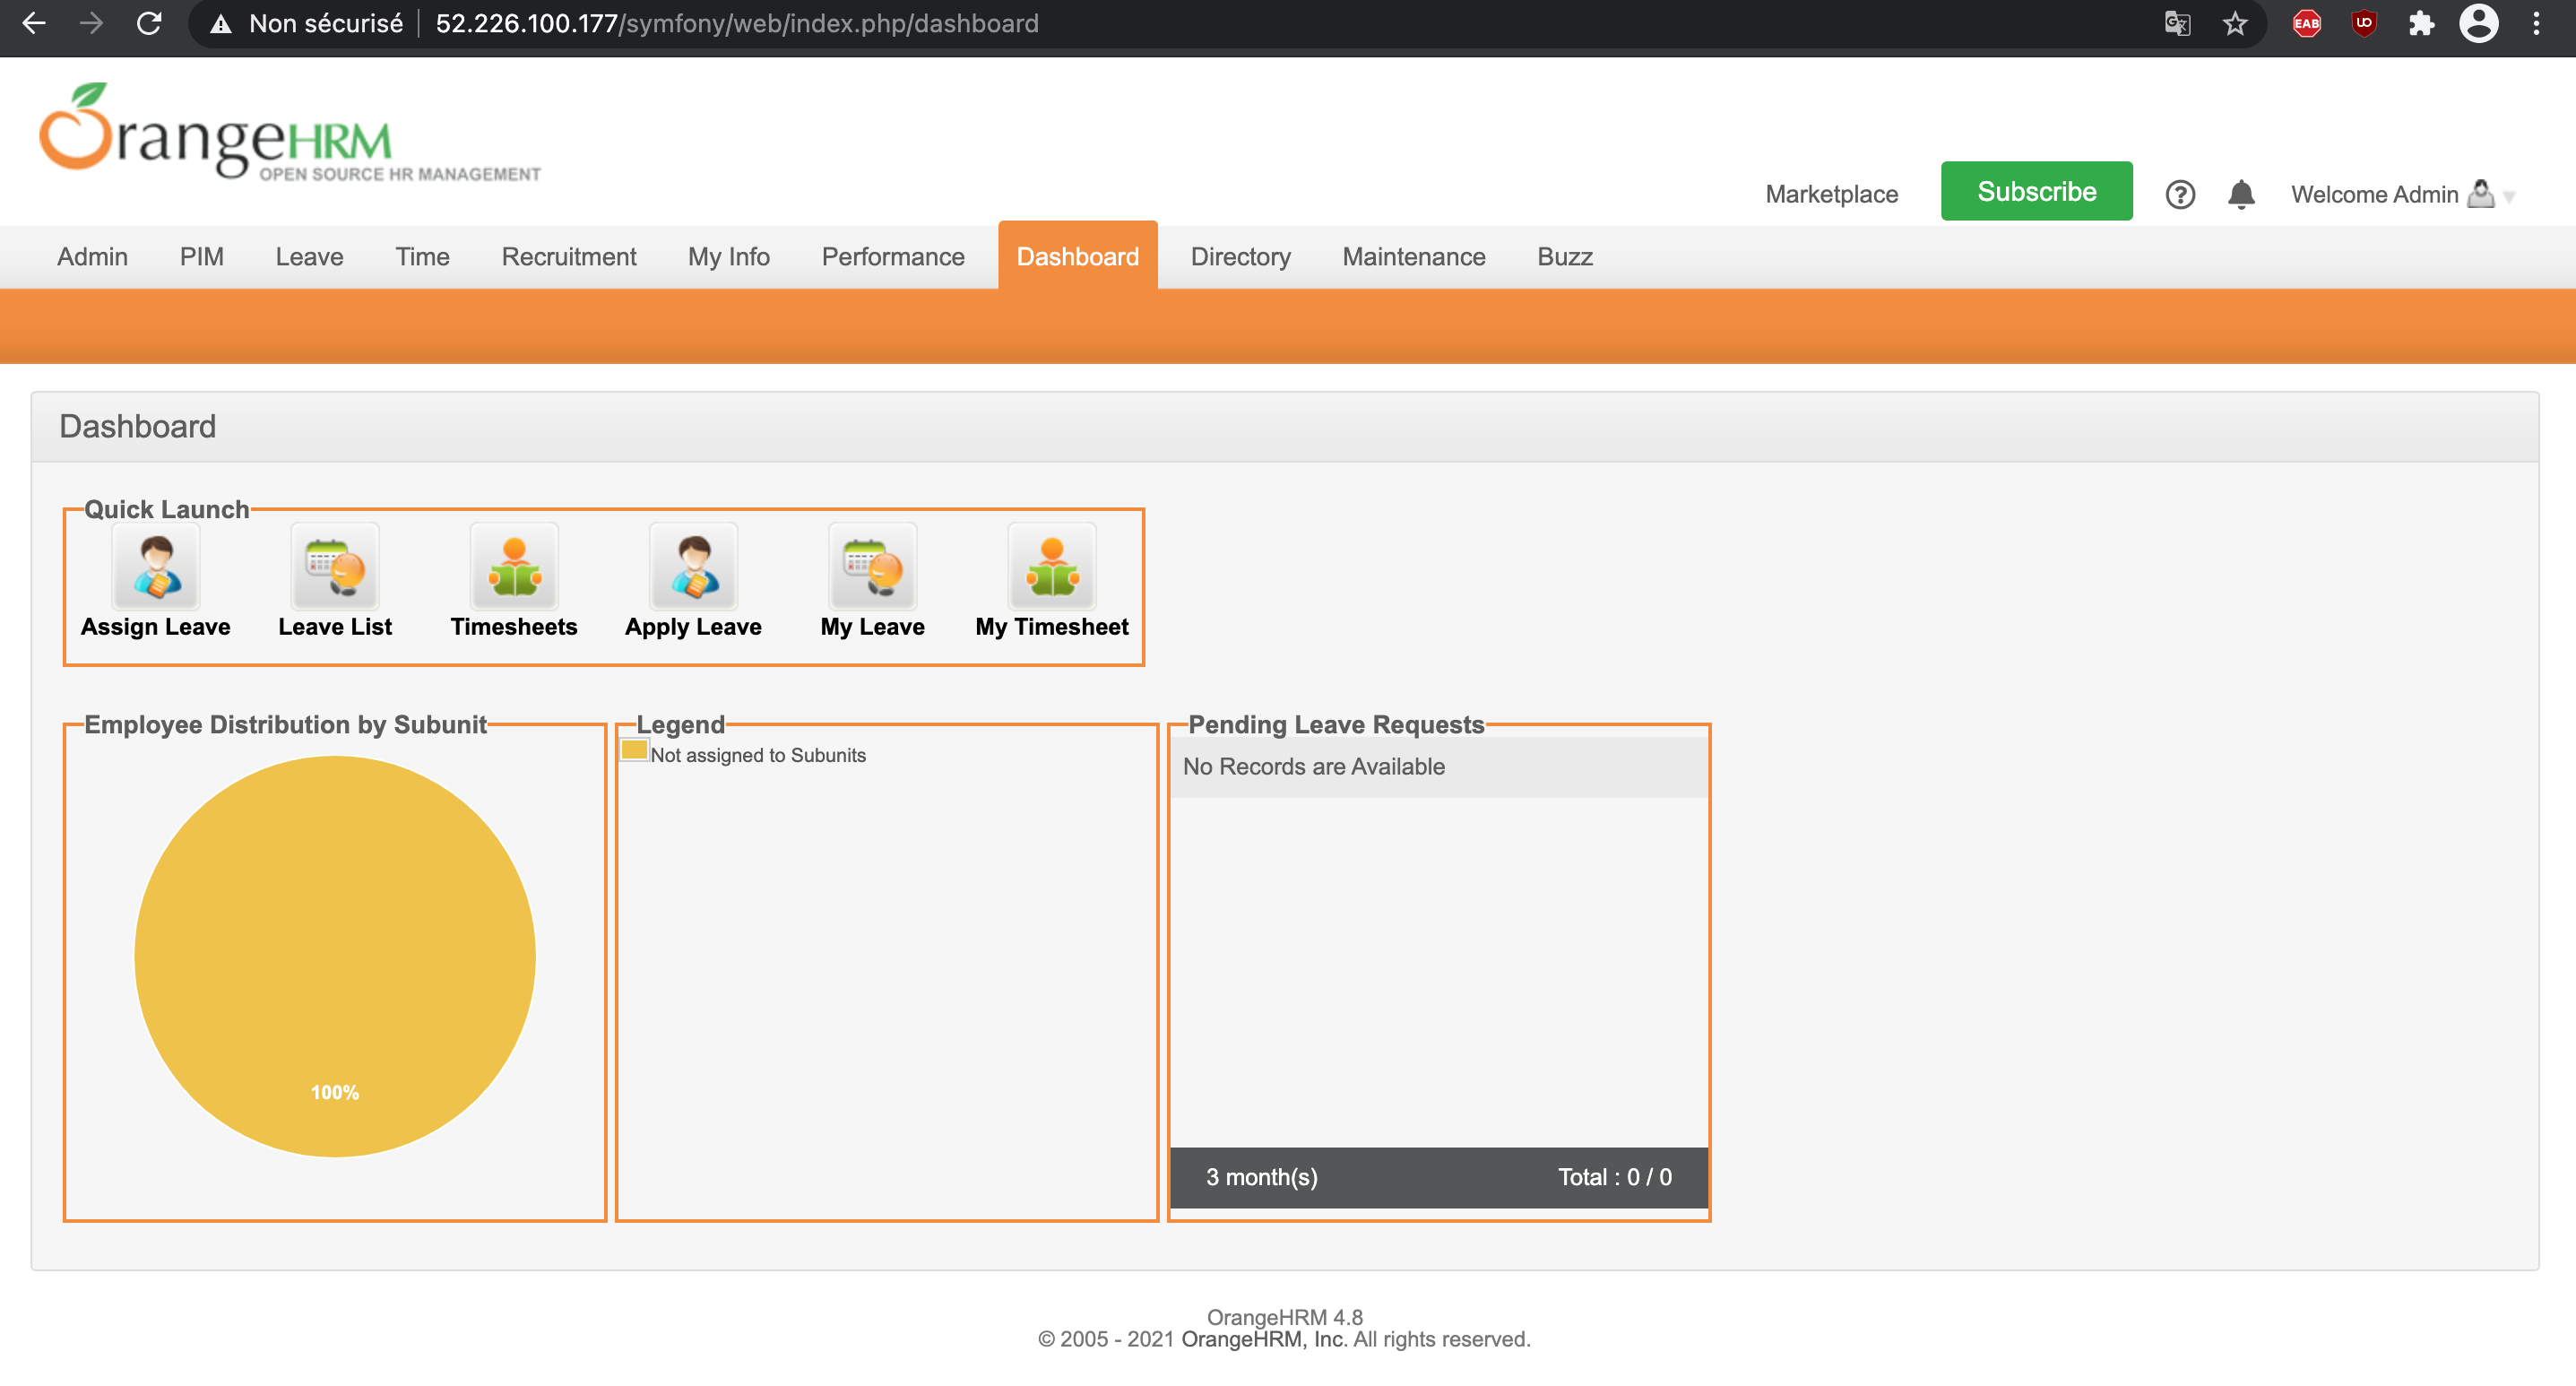 Non sécurisé 52.226.100.177/symfony/web/index.php/dashboard
EAB
UO
OrangeHRM
OPEN SOURCE HR MANAGEMENT
Marketplace Subscribe ? Welcome Admin
Admin PIM Leave Time Recruitment My Info Performance Dashboard Directory Maintenance Buzz
Dashboard
Quick Launch
Assign Leave Leave List Timesheets Apply Leave My Leave My Timesheet
Employee Distribution by Subunit
100%
Legend
Not assigned to Subunits
Pending Leave Requests
No Records are Available
3 month(s) Total : 0 / 0
OrangeHRM 4.8
© 2005 - 2021 OrangeHRM, Inc. All rights reserved.